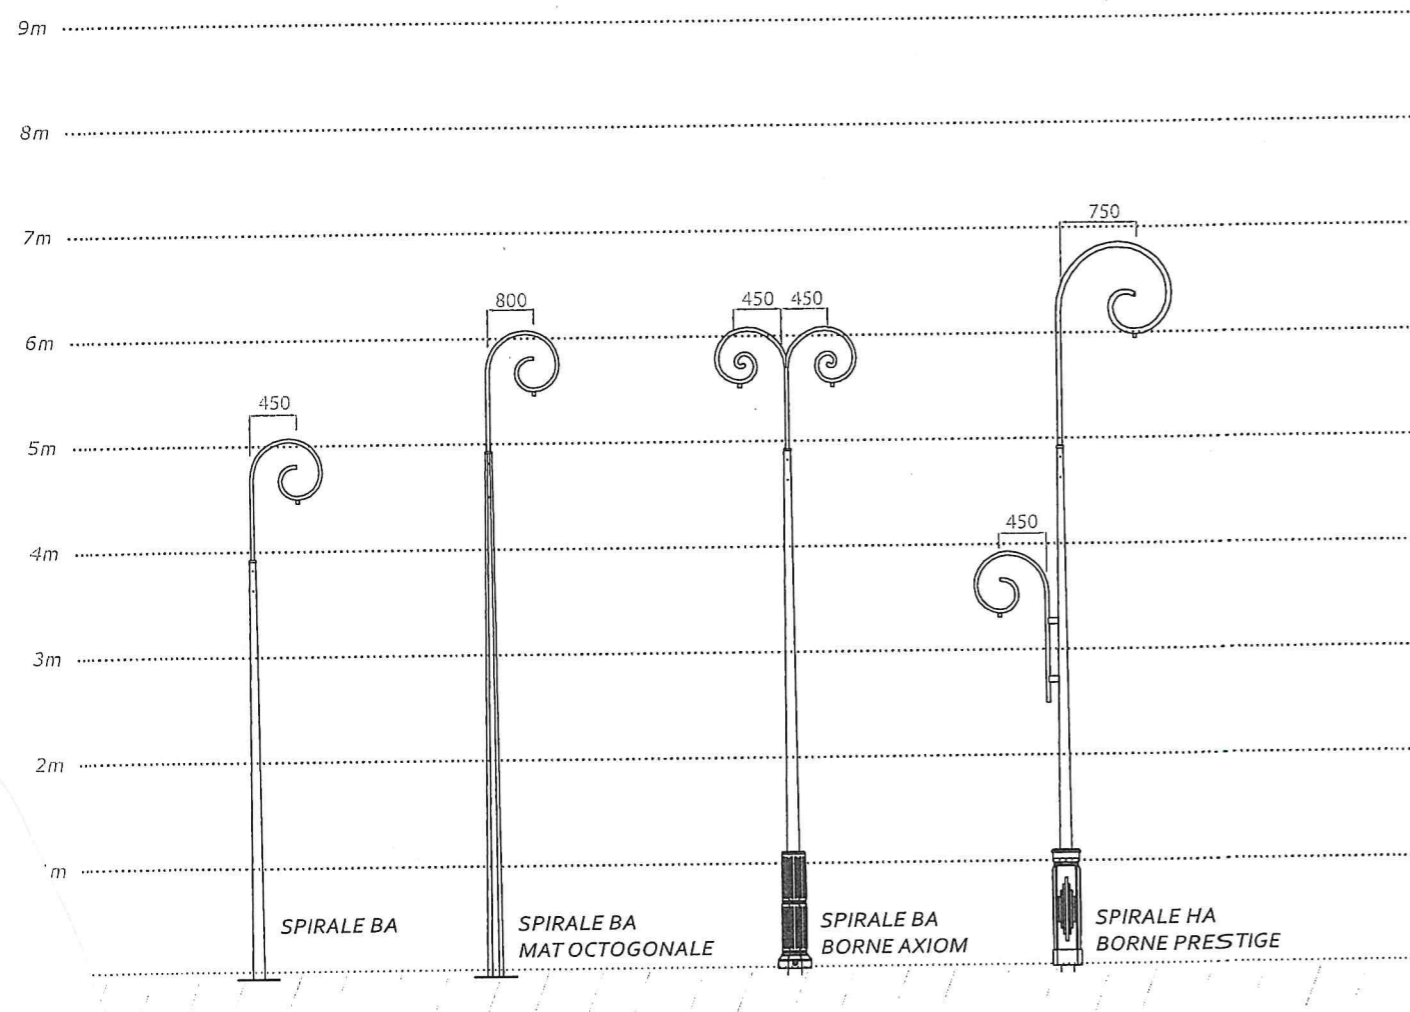 9m
8m
7m
6m
5m
4m
3m
2m
m
450
800
450 450
750
450
SPIRALE BA
SPIRALE BA
MAT OCTOGONALE
SPIRALE BA
BORNE AXIOM
SPIRALE HA
BORNE PRESTIGE